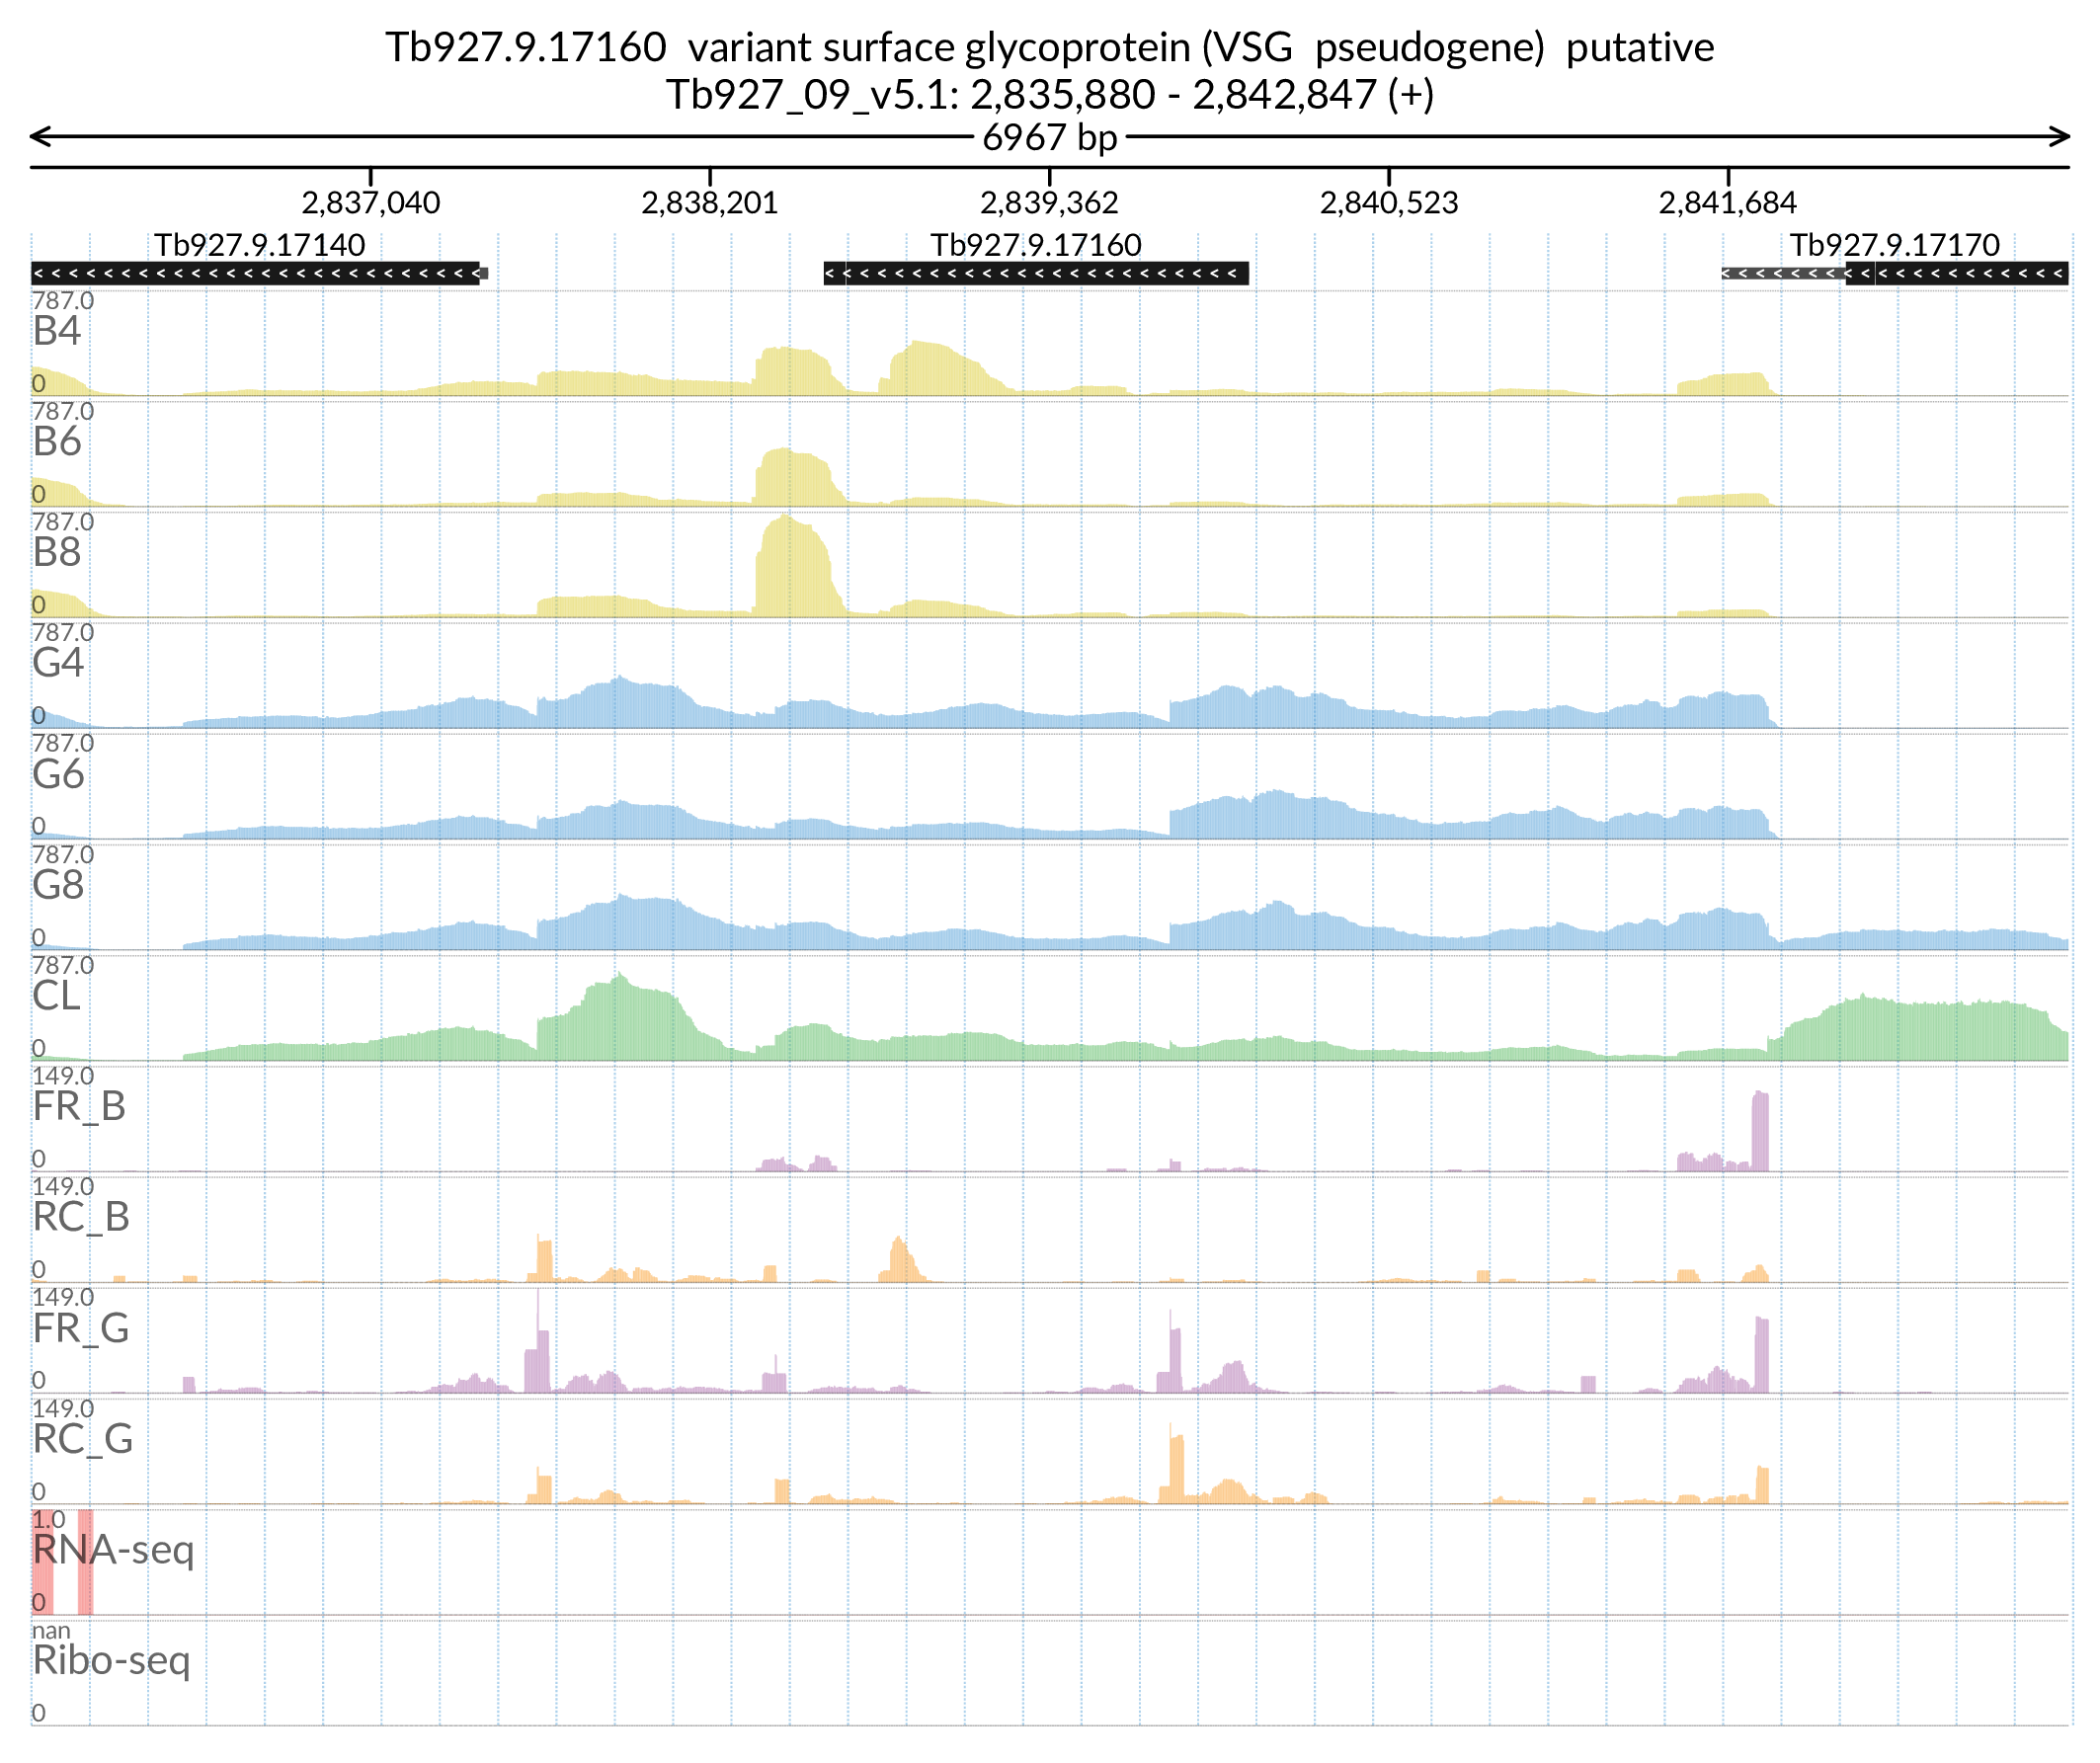 Tb927.9.17160 variant surface glycoprotein (VSG pseudogene) putative
Tb927_09_v5.1: 2,835,880 - 2,842,847 (+)
6967 bp
2,837,040 2,838,201 2,839,362 2,840,523 2,841,684
Tb927.9.17140 Tb927.9.17160 Tb927.9.17170
787.0
B4
0
787.0
B6
0
787.0
B8
0
787.0
G4
0
787.0
G6
0
787.0
G8
0
787.0
CL
0
149.0
FR_B
0
149.0
RC_B
0
149.0
FR_G
0
149.0
RC_G
0
1.0
RNA-seq
0
nan
Ribo-seq
0